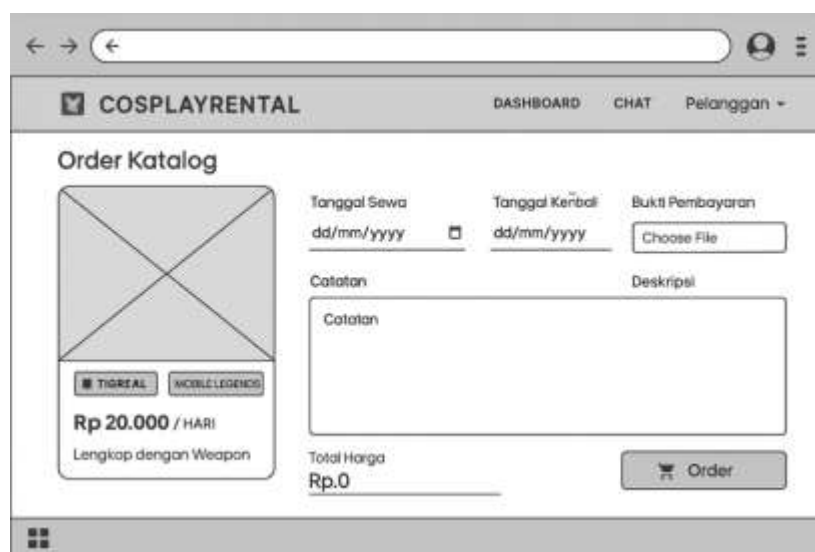 COSPLAYRENTAL
DASHBOARD CHAT Pelanggan
Order Katalog
Tanggal Sewa Tanggal Kembali Bukti Pembayaran
dd/mm/yyyy dd/mm/yyyy Choose File
Catatan Deskripsi
Catatan
TIGREAL MOBILE LEGENDS
Rp 20.000 / HARI
Lengkap dengan Weapon
Total Harga
Rp.0
Order